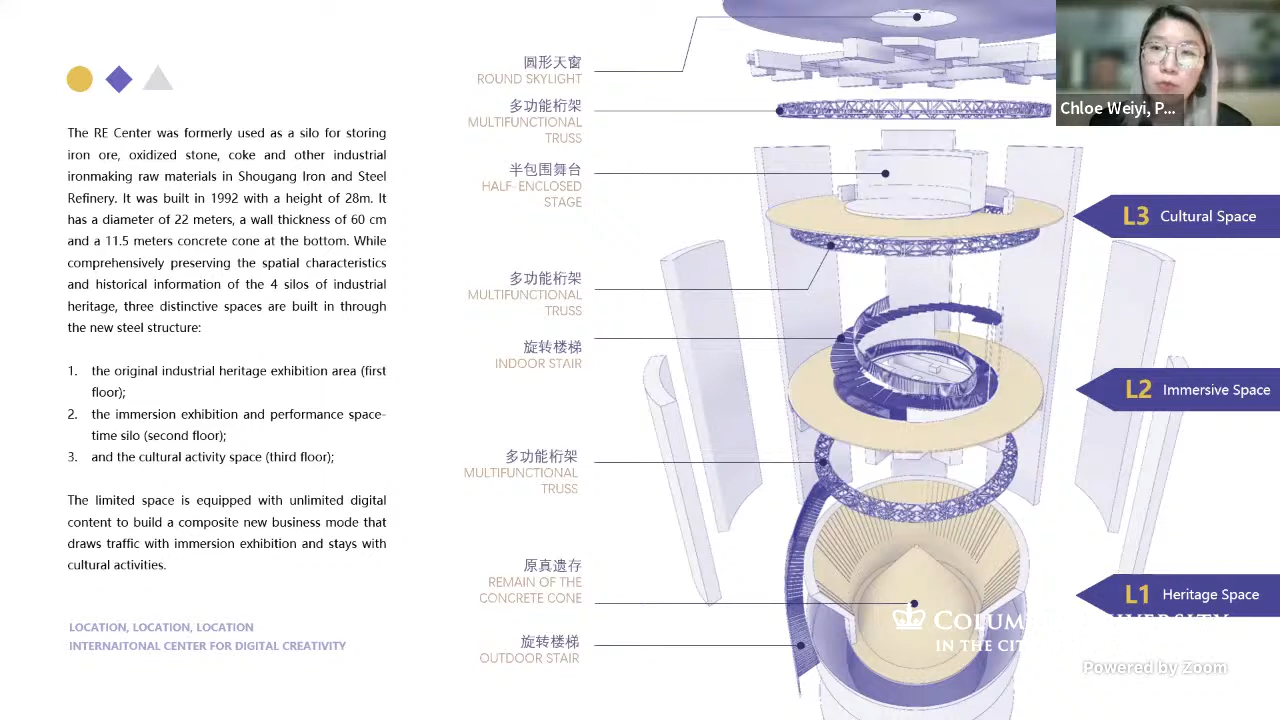 The RE Center was formerly used as a silo for storing
iron ore, oxidized stone, coke and other industrial
ironmaking raw materials in Shougang Iron and Steel
Refinery. It was built in 1992 with a height of 28m. It
has a diameter of 22 meters, a wall thickness of 60 cm
and a 11.5 meters concrete cone at the bottom. While
comprehensively preserving the spatial characteristics
and historical information of the 4 silos of industrial
heritage, three distinctive spaces are built in through
the new steel structure:
1. the original industrial heritage exhibition area (first
floor);
2. the immersion exhibition and performance space-
time silo (second floor);
3. and the cultural activity space (third floor);
The limited space is equipped with unlimited digital
content to build a composite new business mode that
draws traffic with immersion exhibition and stays with
cultural activities.
LOCATION, LOCATION, LOCATION
INTERNAITONAL CENTER FOR DIGITAL CREATIVITY
圆形天窗
ROUND SKYLIGHT
多功能桁架
MULTIFUNCTIONAL
TRUSS
半包围舞台
HALF- ENCLOSED
STAGE
多功能桁架
MULTIFUNCTIONAL
TRUSS
旋转楼梯
INDOOR STAIR
多功能桁架
MULTIFUNCTIONAL
TRUSS
原真遗存
REMAIN OF THE
CONCRETE CONE
旋转楼梯
OUTDOOR STAIR
Chloe Weiyi, P...
L3 Cultural Space
L2 Immersive Space
L1 Heritage Space
IN THE
Powered by Zoom